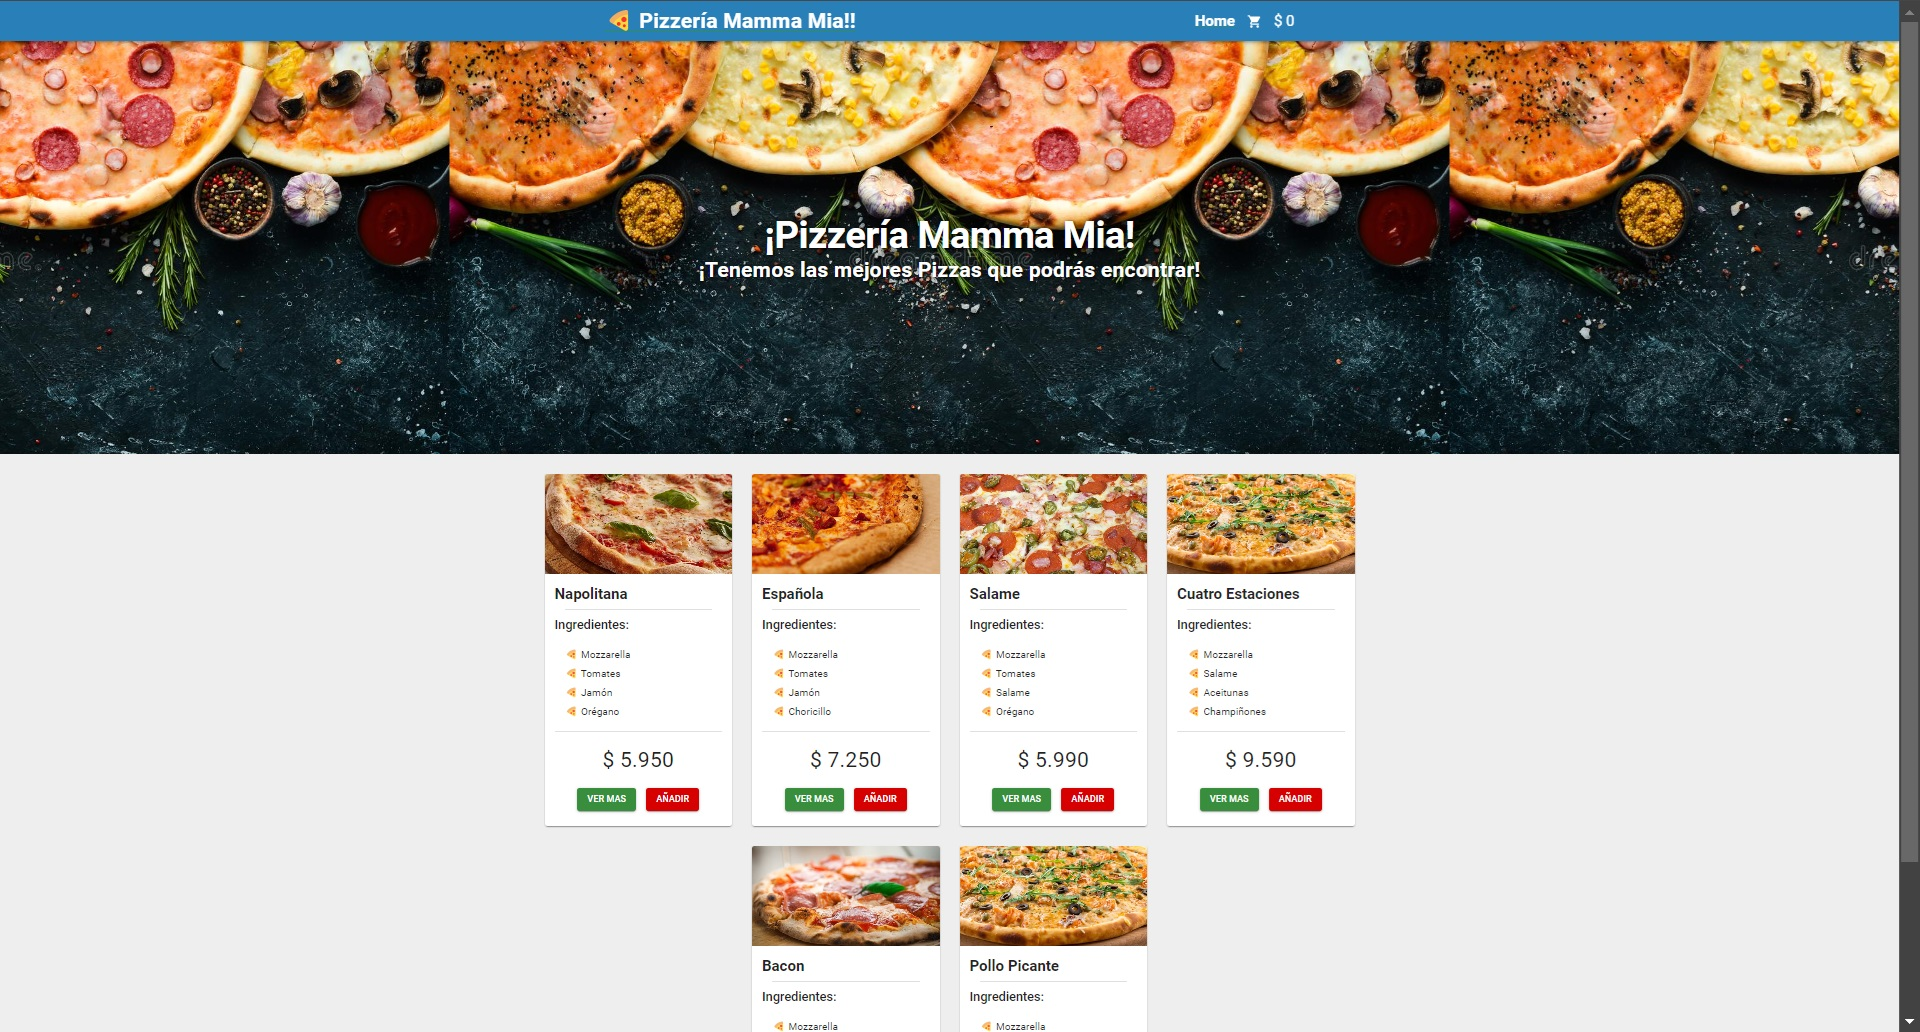 Pizzería Mamma Mia!!
Home $ 0
¡Pizzería Mamma Mia!
¡Tenemos las mejores Pizzas que podrás encontrar!
Napolitana
Ingredientes:
Mozzarella
Tomates
Jamón
Orégano
$ 5.950
VER MAS AÑADIR
Española
Ingredientes:
Mozzarella
Tomates
Jamón
Choricillo
$ 7.250
VER MAS AÑADIR
Salame
Ingredientes:
Mozzarella
Tomates
Salame
Orégano
$ 5.990
VER MAS AÑADIR
Cuatro Estaciones
Ingredientes:
Mozzarella
Salame
Aceitunas
Champiñones
$ 9.590
VER MAS AÑADIR
Bacon
Ingredientes:
Mozzarella
Pollo Picante
Ingredientes:
Mozzarella